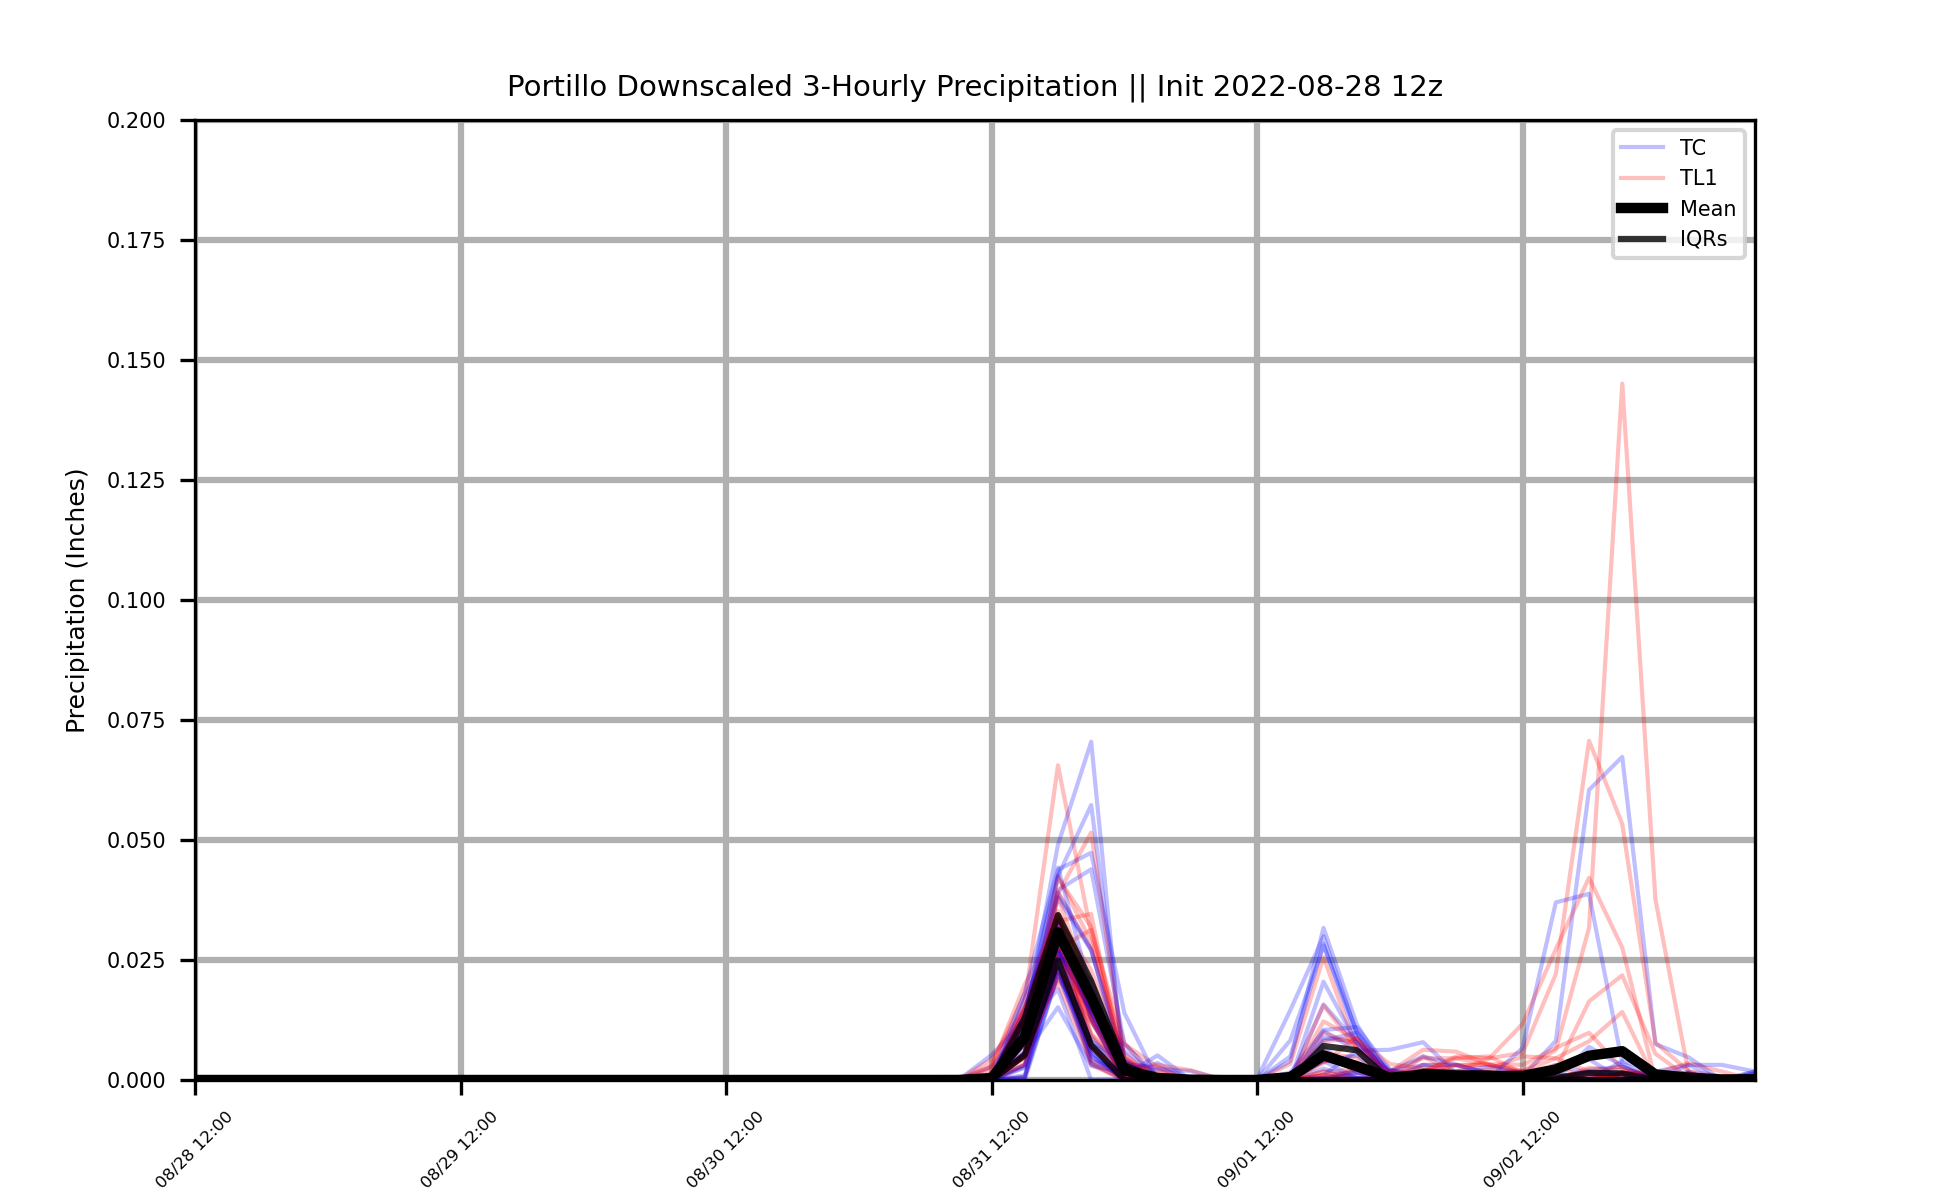 Portillo Downscaled 3-Hourly Precipitation || Init 2022-08-28 12z
0.200
0.175
0.150
0.125
0.100
0.075
0.050
0.025
0.000
Precipitation (Inches)
TC
TL1
Mean
IQRs
08/28 12:00
08/29 12:00
08/30 12:00
08/31 12:00
09/01 12:00
09/02 12:00